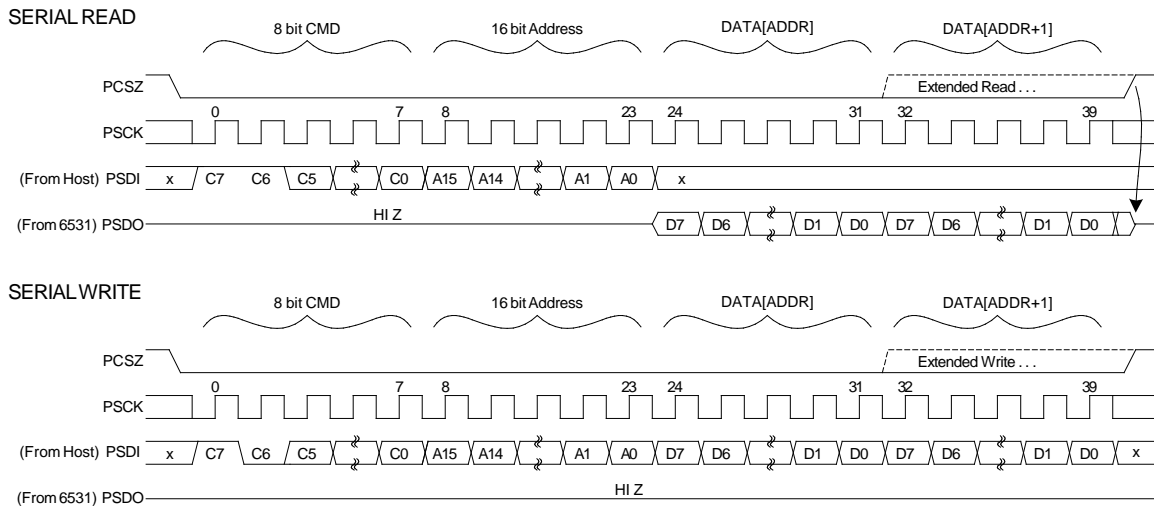 SERIAL READ
8 bit CMD 16 bit Address DATA[ADDR] DATA[ADDR+1]
PCSZ Extended Read . . .
0 7 8 23 24 31 32 39
PSCK
(From Host) PSDI x C7 C6 C5 C0 A15 A14 A1 A0 x
HI Z
(From 6531) PSDO D7 D6 D1 D0 D7 D6 D1 D0
SERIAL WRITE
8 bit CMD 16 bit Address DATA[ADDR] DATA[ADDR+1]
PCSZ Extended Write . . .
0 7 8 23 24 31 32 39
PSCK
(From Host) PSDI x C7 C6 C5 C0 A15 A14 A1 A0 D7 D6 D1 D0 D7 D6 D1 D0 x
HI Z
(From 6531) PSDO